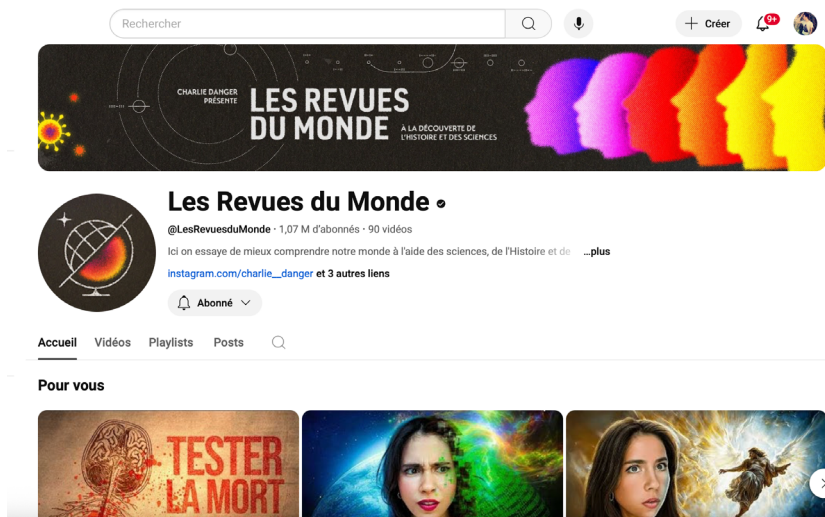 Rechercher
Créer
9+
CHARLIE DANGER
PRÉSENTE
LES REVUES
DU MONDE
À LA DÉCOUVERTE DE
L'HISTOIRE ET DES SCIENCES
Les Revues du Monde
@LesRevuesduMonde · 1,07 M d'abonnés · 90 vidéos
Ici on essaye de mieux comprendre notre monde à l'aide des sciences, de l'Histoire et de ...plus
instagram.com/charlie__danger et 3 autres liens
Abonné
Accueil Vidéos Playlists Posts
Pour vous
TESTER
LA MORT